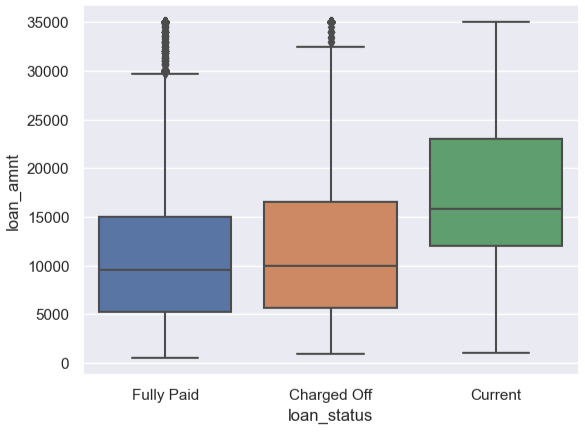 35000
30000
25000
20000
15000
10000
5000
0
loan_amnt
Fully Paid
Charged Off
Current
loan_status